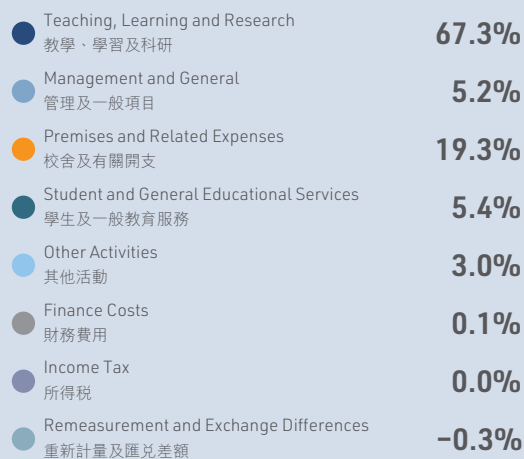 Teaching, Learning and Research
教學、學習及科研
67.3%
Management and General
管理及一般項目
5.2%
Premises and Related Expenses
校舍及有關開支
19.3%
Student and General Educational Services
學生及一般教育服務
5.4%
Other Activities
其他活動
3.0%
Finance Costs
財務費用
0.1%
Income Tax
所得税
0.0%
Remeasurement and Exchange Differences
重新計量及匯兑差額
-0.3%